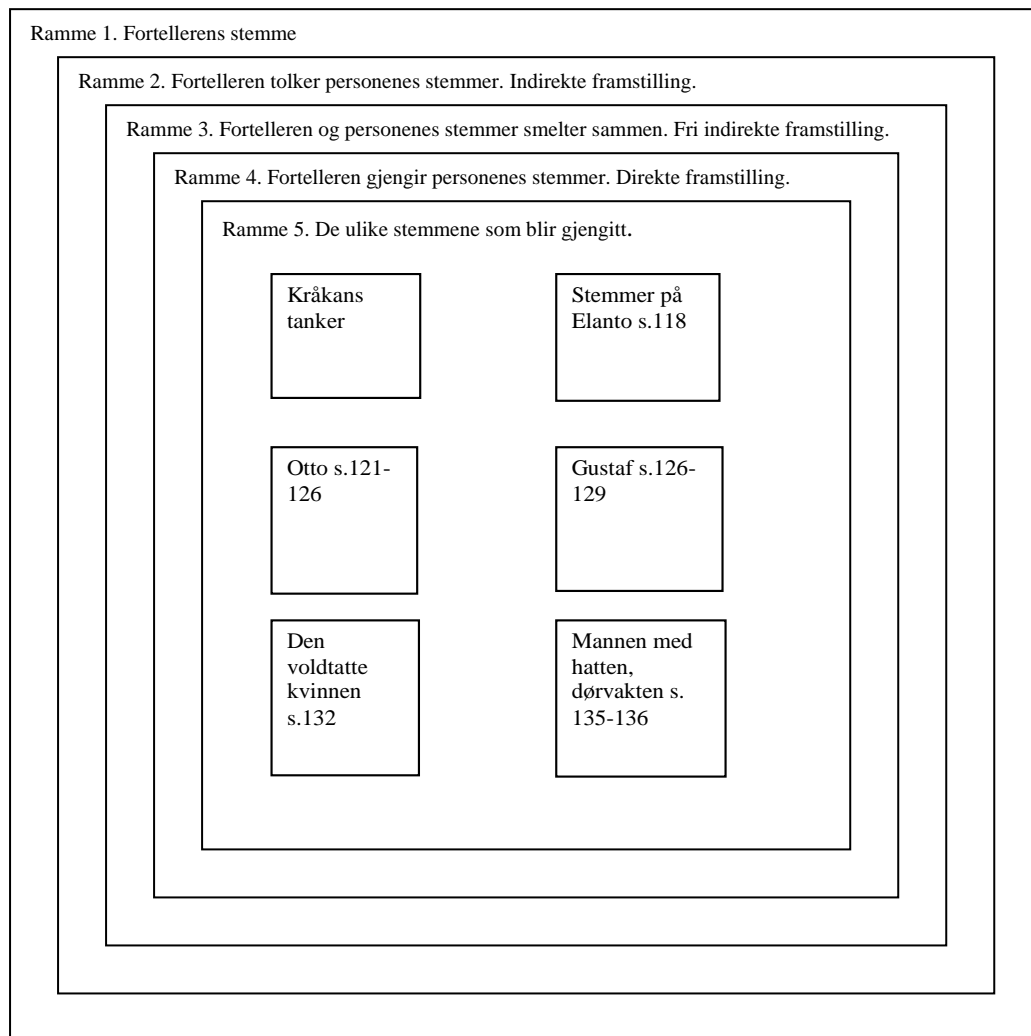 Ramme 1. Fortellerens stemme
Ramme 2. Fortelleren tolker personenes stemmer. Indirekte framstilling.
Ramme 3. Fortelleren og personenes stemmer smelter sammen. Fri indirekte framstilling.
Ramme 4. Fortelleren gjengir personenes stemmer. Direkte framstilling.
Ramme 5. De ulike stemmene som blir gjengitt.
Kråkans
tanker
Stemmer på
Elanto s.118
Otto s.121-
126
Gustaf s.126-
129
Den
voldtatte
kvinnen
s.132
Mannen med
hatten,
dørvakten s.
135-136